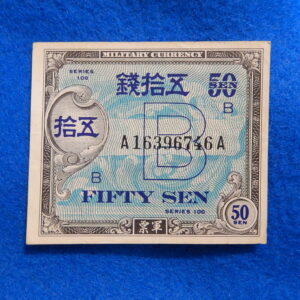 MILITARY CURRENCY
SERIES 100
錢拾五
50
SEN
B
拾五
B
A16396746A
B
FIFTY SEN
SERIES 100
票軍
50
SEN